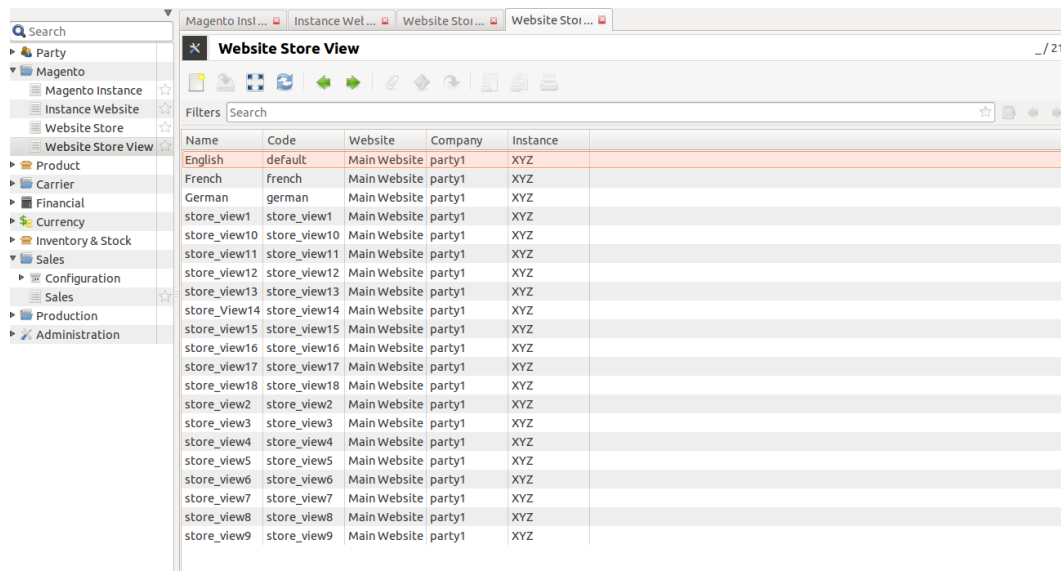 Magento Inst... Instance Wel ... Website Stor... Website Stor...
Search
Website Store View _/ 21
Party
Magento
Magento Instance
Instance Website
Website Store
Website Store View
Product
Carrier
Financial
Currency
Inventory & Stock
Sales
Configuration
Sales
Production
Administration
Filters Search
Name Code Website Company Instance
English default Main Website party1 XYZ
French french Main Website party1 XYZ
German german Main Website party1 XYZ
store_view1 store_view1 Main Website party1 XYZ
store_view10 store_view10 Main Website party1 XYZ
store_view11 store_view11 Main Website party1 XYZ
store_view12 store_view12 Main Website party1 XYZ
store_view13 store_view13 Main Website party1 XYZ
store_View14 store_view14 Main Website party1 XYZ
store_view15 store_view15 Main Website party1 XYZ
store_view16 store_view16 Main Website party1 XYZ
store_view17 store_view17 Main Website party1 XYZ
store_view18 store_view18 Main Website party1 XYZ
store_view2 store_view2 Main Website party1 XYZ
store_view3 store_view3 Main Website party1 XYZ
store_view4 store_view4 Main Website party1 XYZ
store_view5 store_view5 Main Website party1 XYZ
store_view6 store_view6 Main Website party1 XYZ
store_view7 store_view7 Main Website party1 XYZ
store_view8 store_view8 Main Website party1 XYZ
store_view9 store_view9 Main Website party1 XYZ